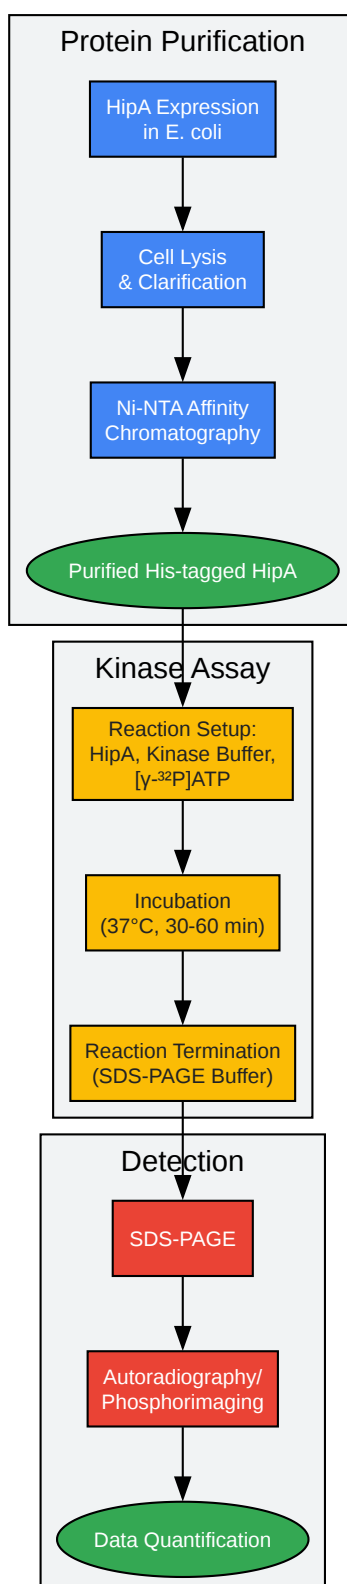 Protein Purification
HipA Expression
in E. coli
Cell Lysis
& Clarification
Ni-NTA Affinity
Chromatography
Purified His-tagged HipA
Kinase Assay
Reaction Setup:
HipA, Kinase Buffer,
[γ-³²P]ATP
Incubation
(37°C, 30-60 min)
Reaction Termination
(SDS-PAGE Buffer)
Detection
SDS-PAGE
Autoradiography/
Phosphorimaging
Data Quantification